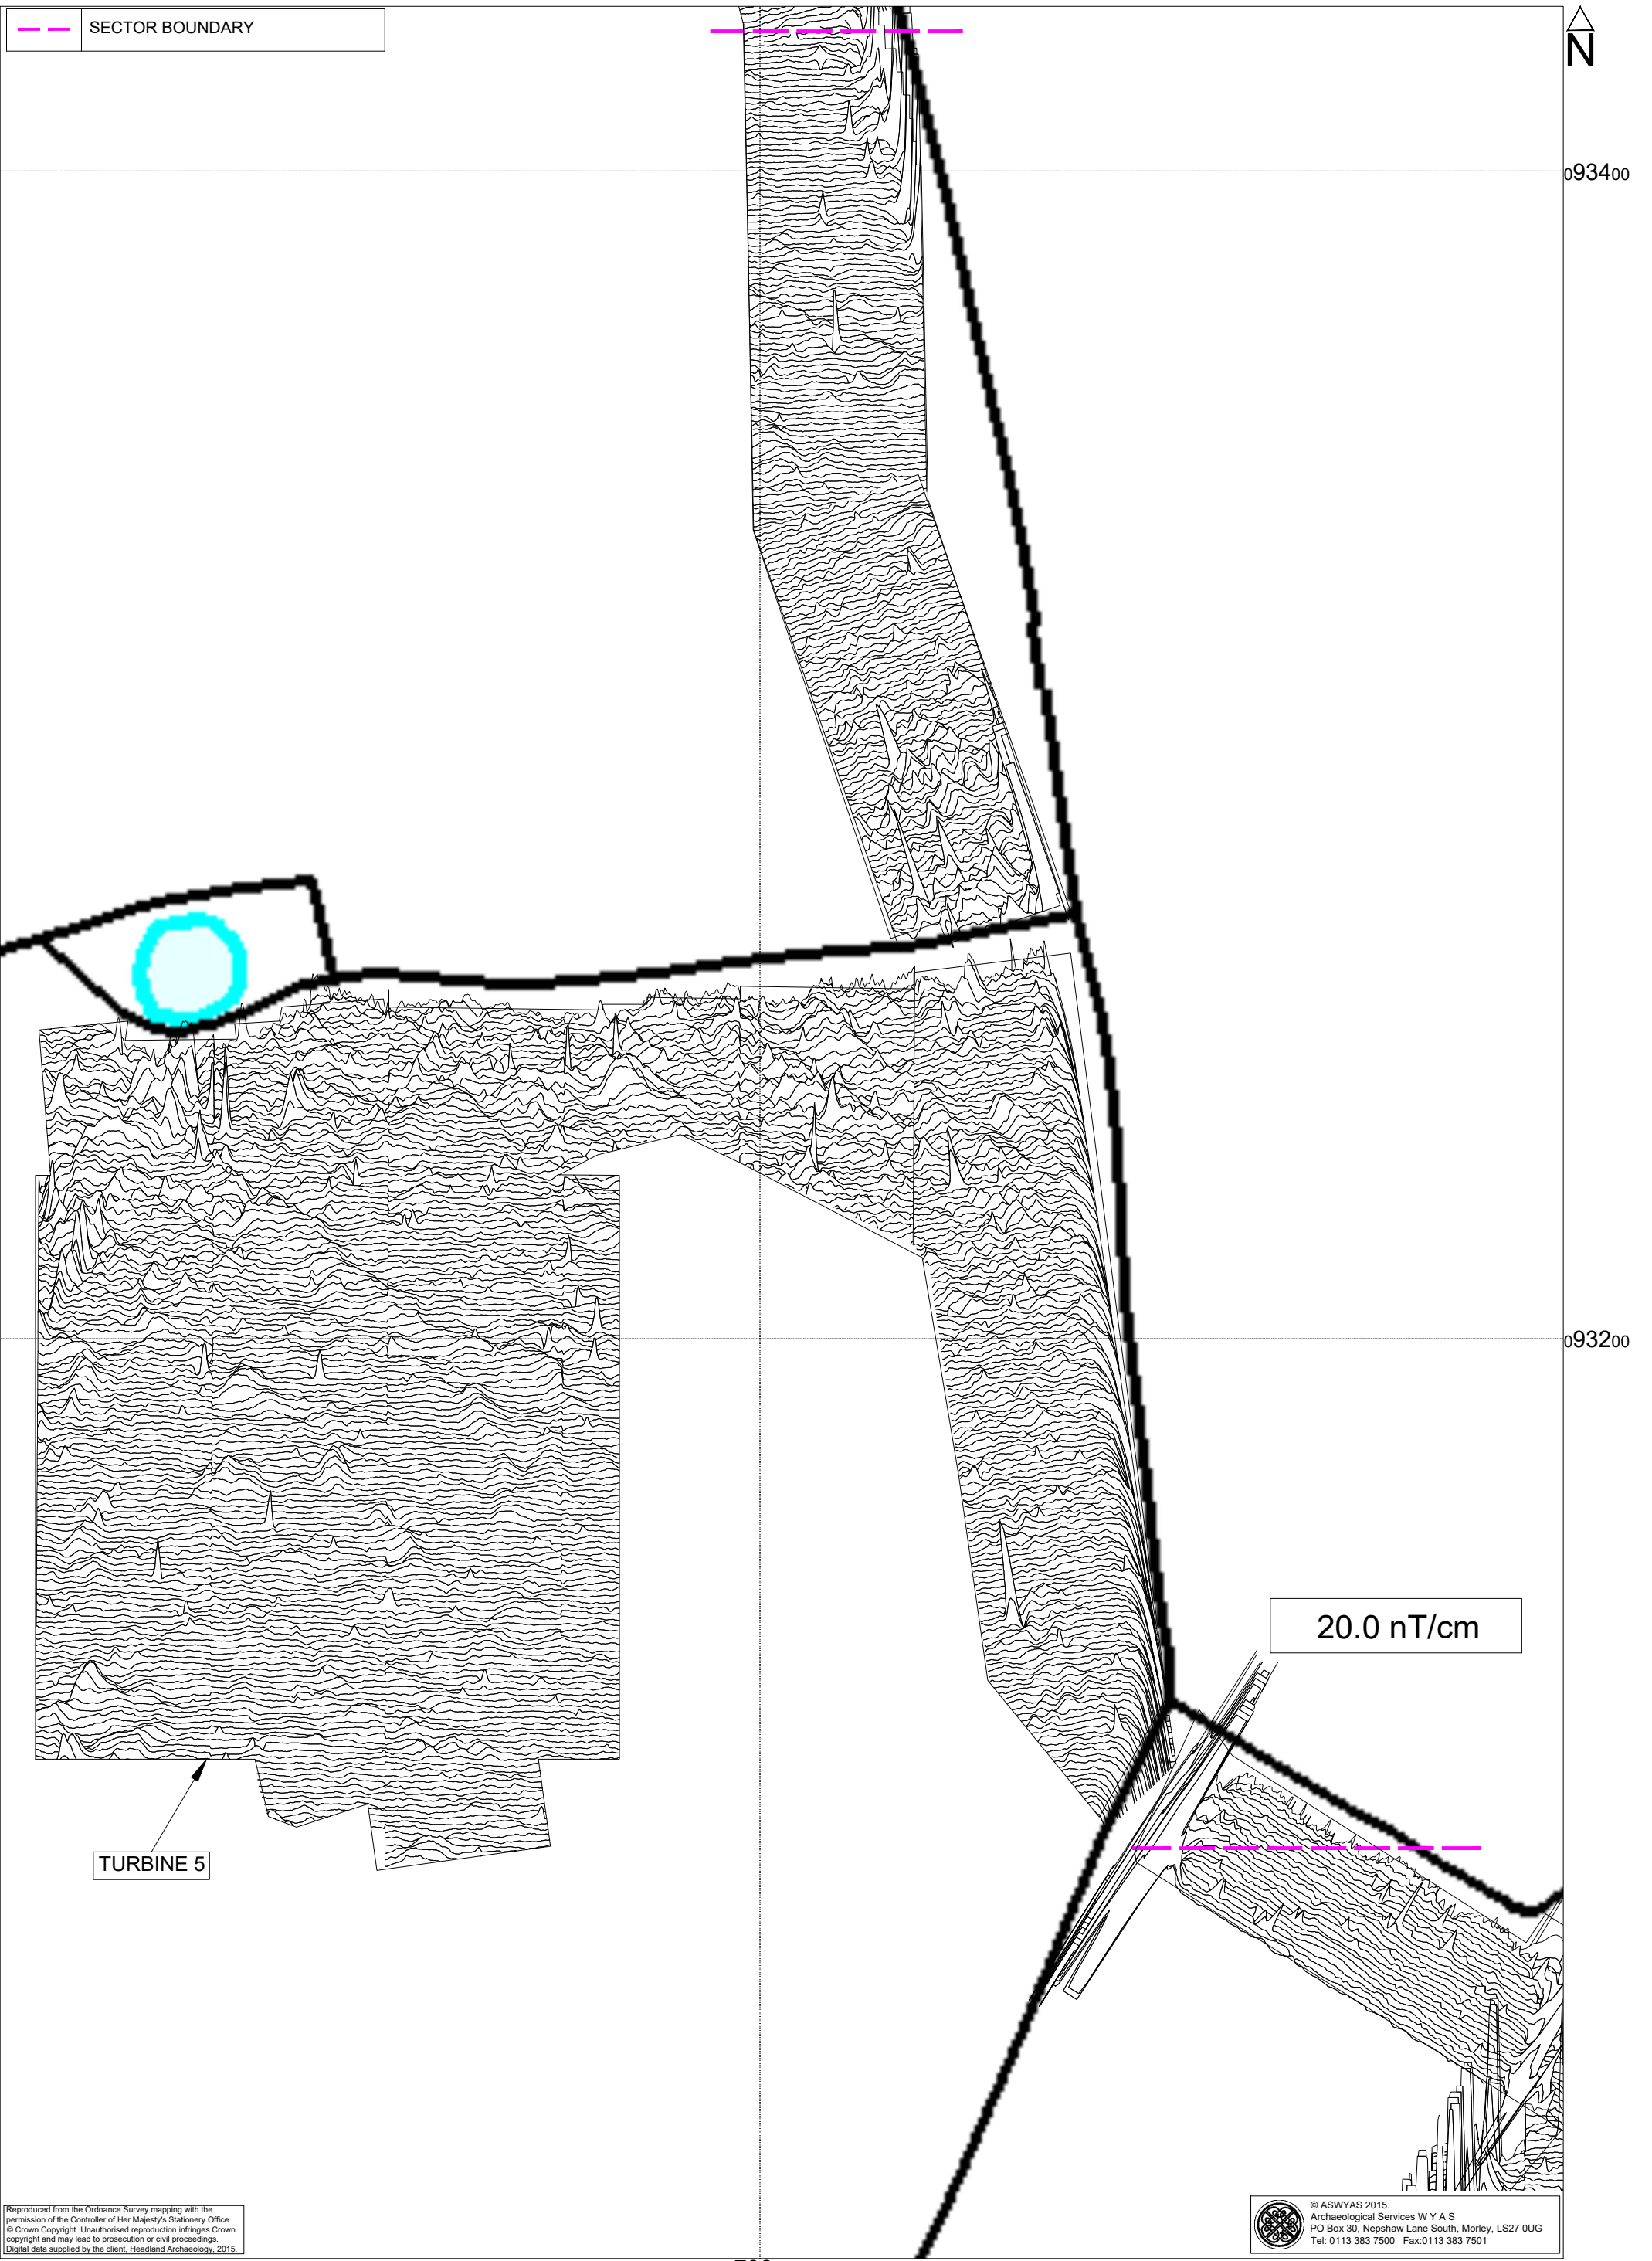 SECTOR BOUNDARY
N
093400
093200
20.0 nT/cm
TURBINE 5
Reproduced from the Ordnance Survey mapping with the
permission of the Controller of Her Majesty's Stationery Office.
© Crown Copyright. Unauthorised reproduction infringes Crown
copyright and may lead to prosecution or civil proceedings.
Digital data supplied by the client, Headland Archaeology, 2015.
© ASWYAS 2015.
Archaeological Services W Y A S
PO Box 30, Nepshaw Lane South, Morley, LS27 0UG
Tel: 0113 383 7500 Fax:0113 383 7501